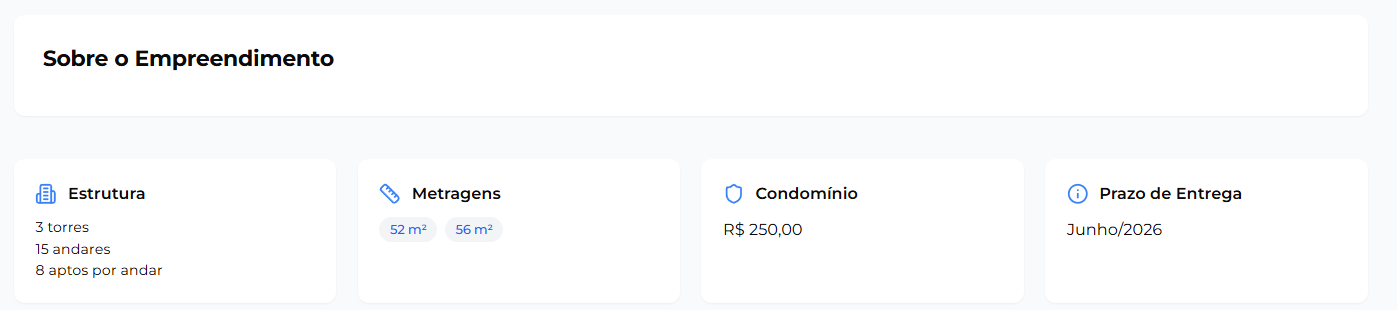 Sobre o Empreendimento
Estrutura
3 torres
15 andares
8 aptos por andar
Metragens
52 m² 56 m²
Condomínio
R$ 250,00
Prazo de Entrega
Junho/2026